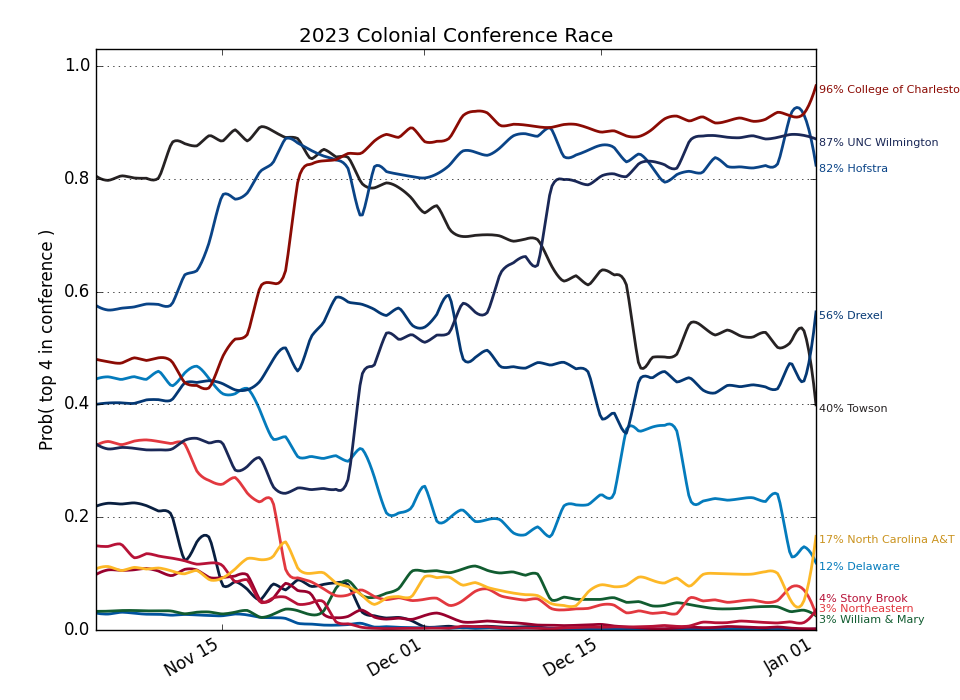 2023 Colonial Conference Race
Prob( top 4 in conference )
1.0
0.8
0.6
0.4
0.2
0.0
Nov 15
Dec 01
Dec 15
Jan 01
96% College of Charlesto
87% UNC Wilmington
82% Hofstra
56% Drexel
40% Towson
17% North Carolina A&T
12% Delaware
4% Stony Brook
3% Northeastern
3% William & Mary